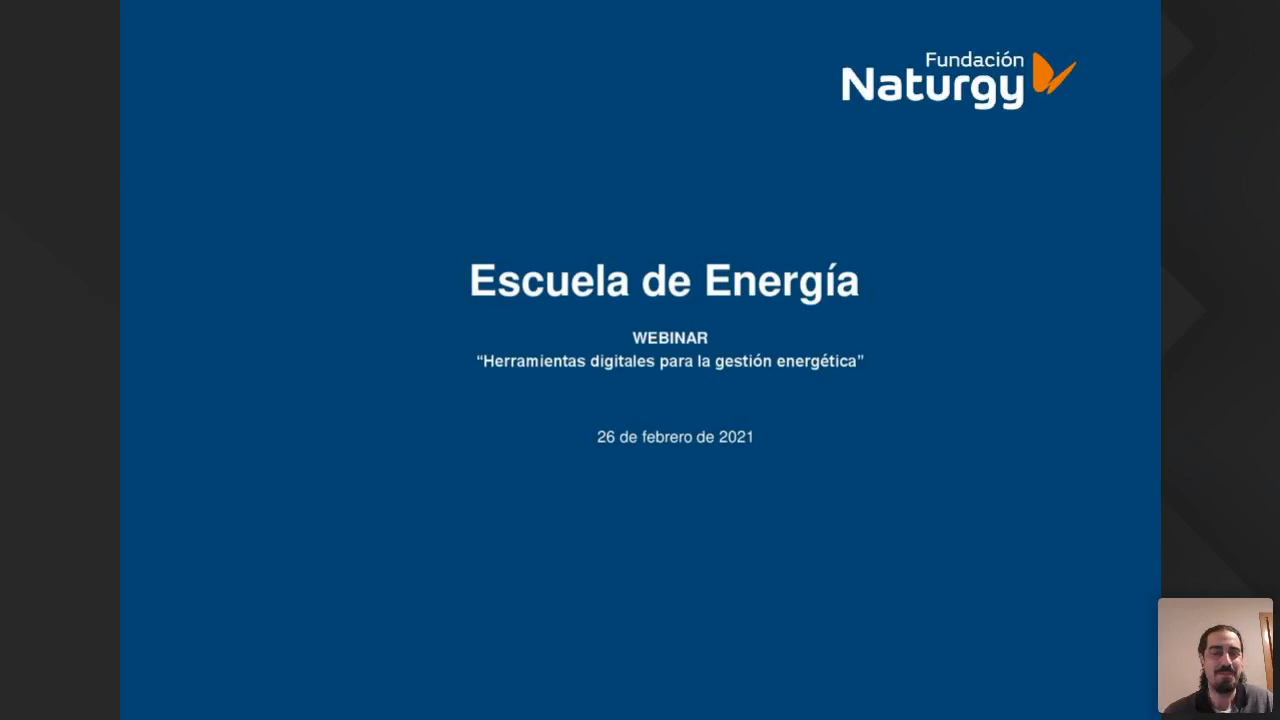 Fundación
Naturgy
Escuela de Energía
WEBINAR
“Herramientas digitales para la gestión energética”
26 de febrero de 2021